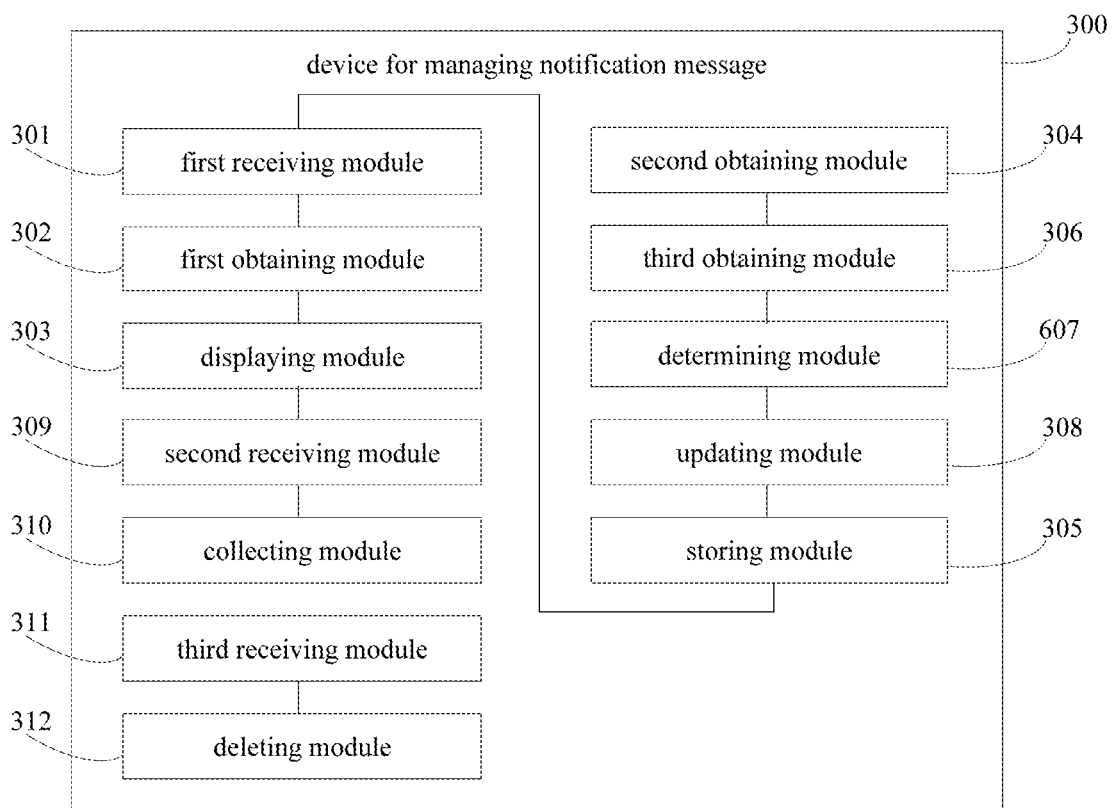 300
device for managing notification message
301
first receiving module
302
first obtaining module
303
displaying module
309
second receiving module
310
collecting module
311
third receiving module
312
deleting module
second obtaining module
304
third obtaining module
306
determining module
607
updating module
308
storing module
305